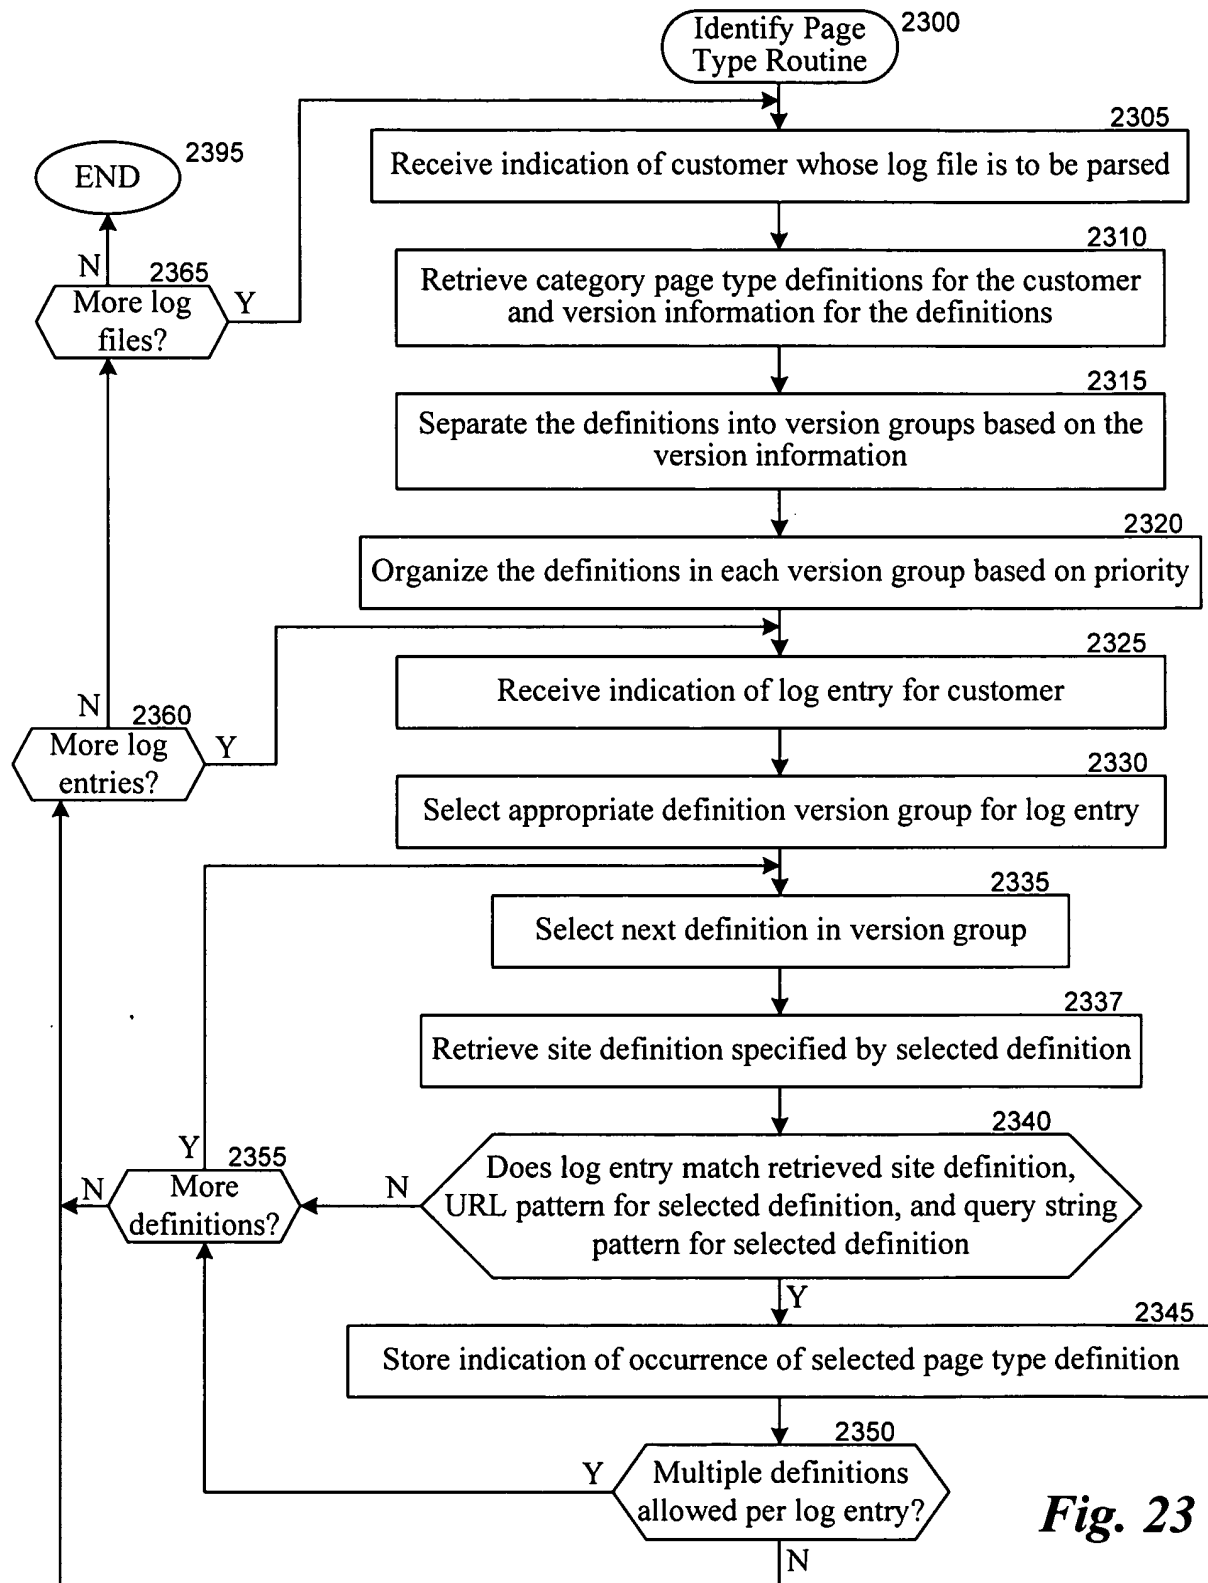 Identify Page
Type Routine
2300
2305
Receive indication of customer whose log file is to be parsed
2395
END
2310
Retrieve category page type definitions for the customer
and version information for the definitions
N
2365
More log
files?
Y
2315
Separate the definitions into version groups based on the
version information
2320
Organize the definitions in each version group based on priority
2325
Receive indication of log entry for customer
N
2360
More log
entries?
Y
2330
Select appropriate definition version group for log entry
2335
Select next definition in version group
2337
Retrieve site definition specified by selected definition
2340
Does log entry match retrieved site definition,
URL pattern for selected definition, and query string
pattern for selected definition
N
Y
2355
More
definitions?
N
Y
2345
Store indication of occurrence of selected page type definition
2350
Multiple definitions
allowed per log entry?
Y
N
Fig. 23